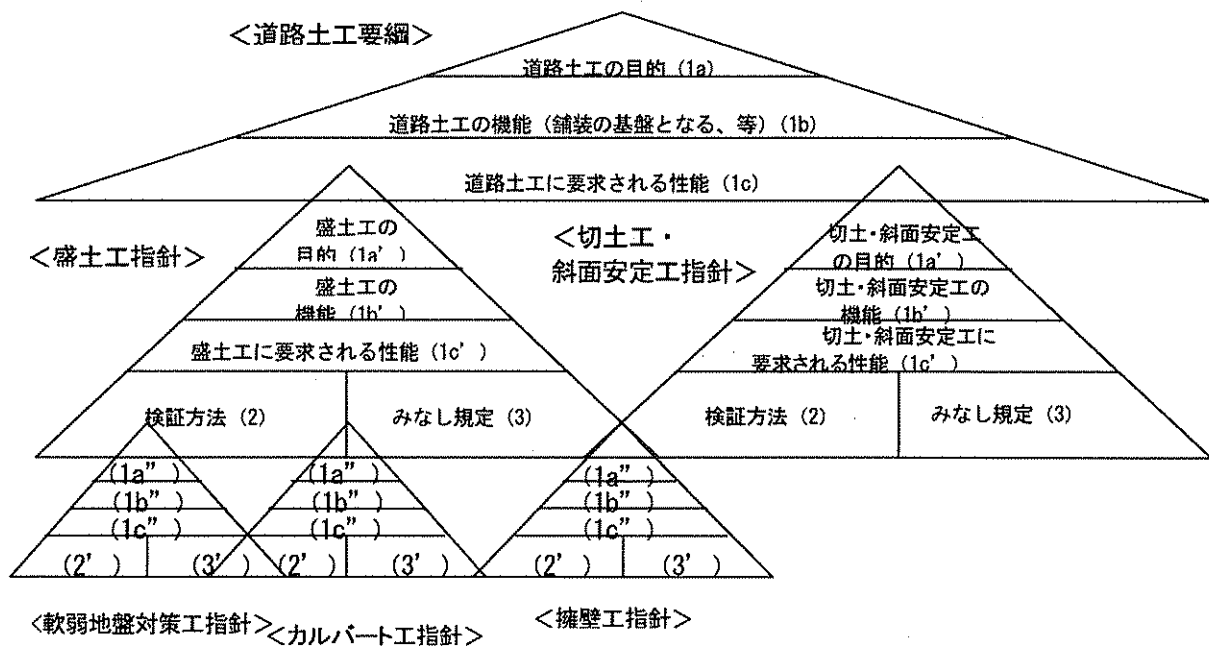 ＜道路土工要綱＞
道路土工の目的 (1a)
道路土工の機能 (舗装の基盤となる、等) (1b)
道路土工に要求される性能 (1c)
＜盛土工指針＞
盛土工の
目的 (1a’)
盛土工の
機能 (1b’)
盛土工に要求される性能 (1c’)
検証方法 (2)
みなし規定 (3)
＜切土工・
斜面安定工指針＞
切土・斜面安定工
の目的 (1a’)
切土・斜面安定工の
機能 (1b’)
切土・斜面安定工に
要求される性能 (1c’)
検証方法 (2)
みなし規定 (3)
(1a”)
(1b”)
(1c”)
(2’)
(3’)
＜軟弱地盤対策工指針＞
(1a”)
(1b”)
(1c”)
(2’)
(3’)
＜カルバート工指針＞
(1a”)
(1b”)
(1c”)
(2’)
(3’)
＜擁壁工指針＞